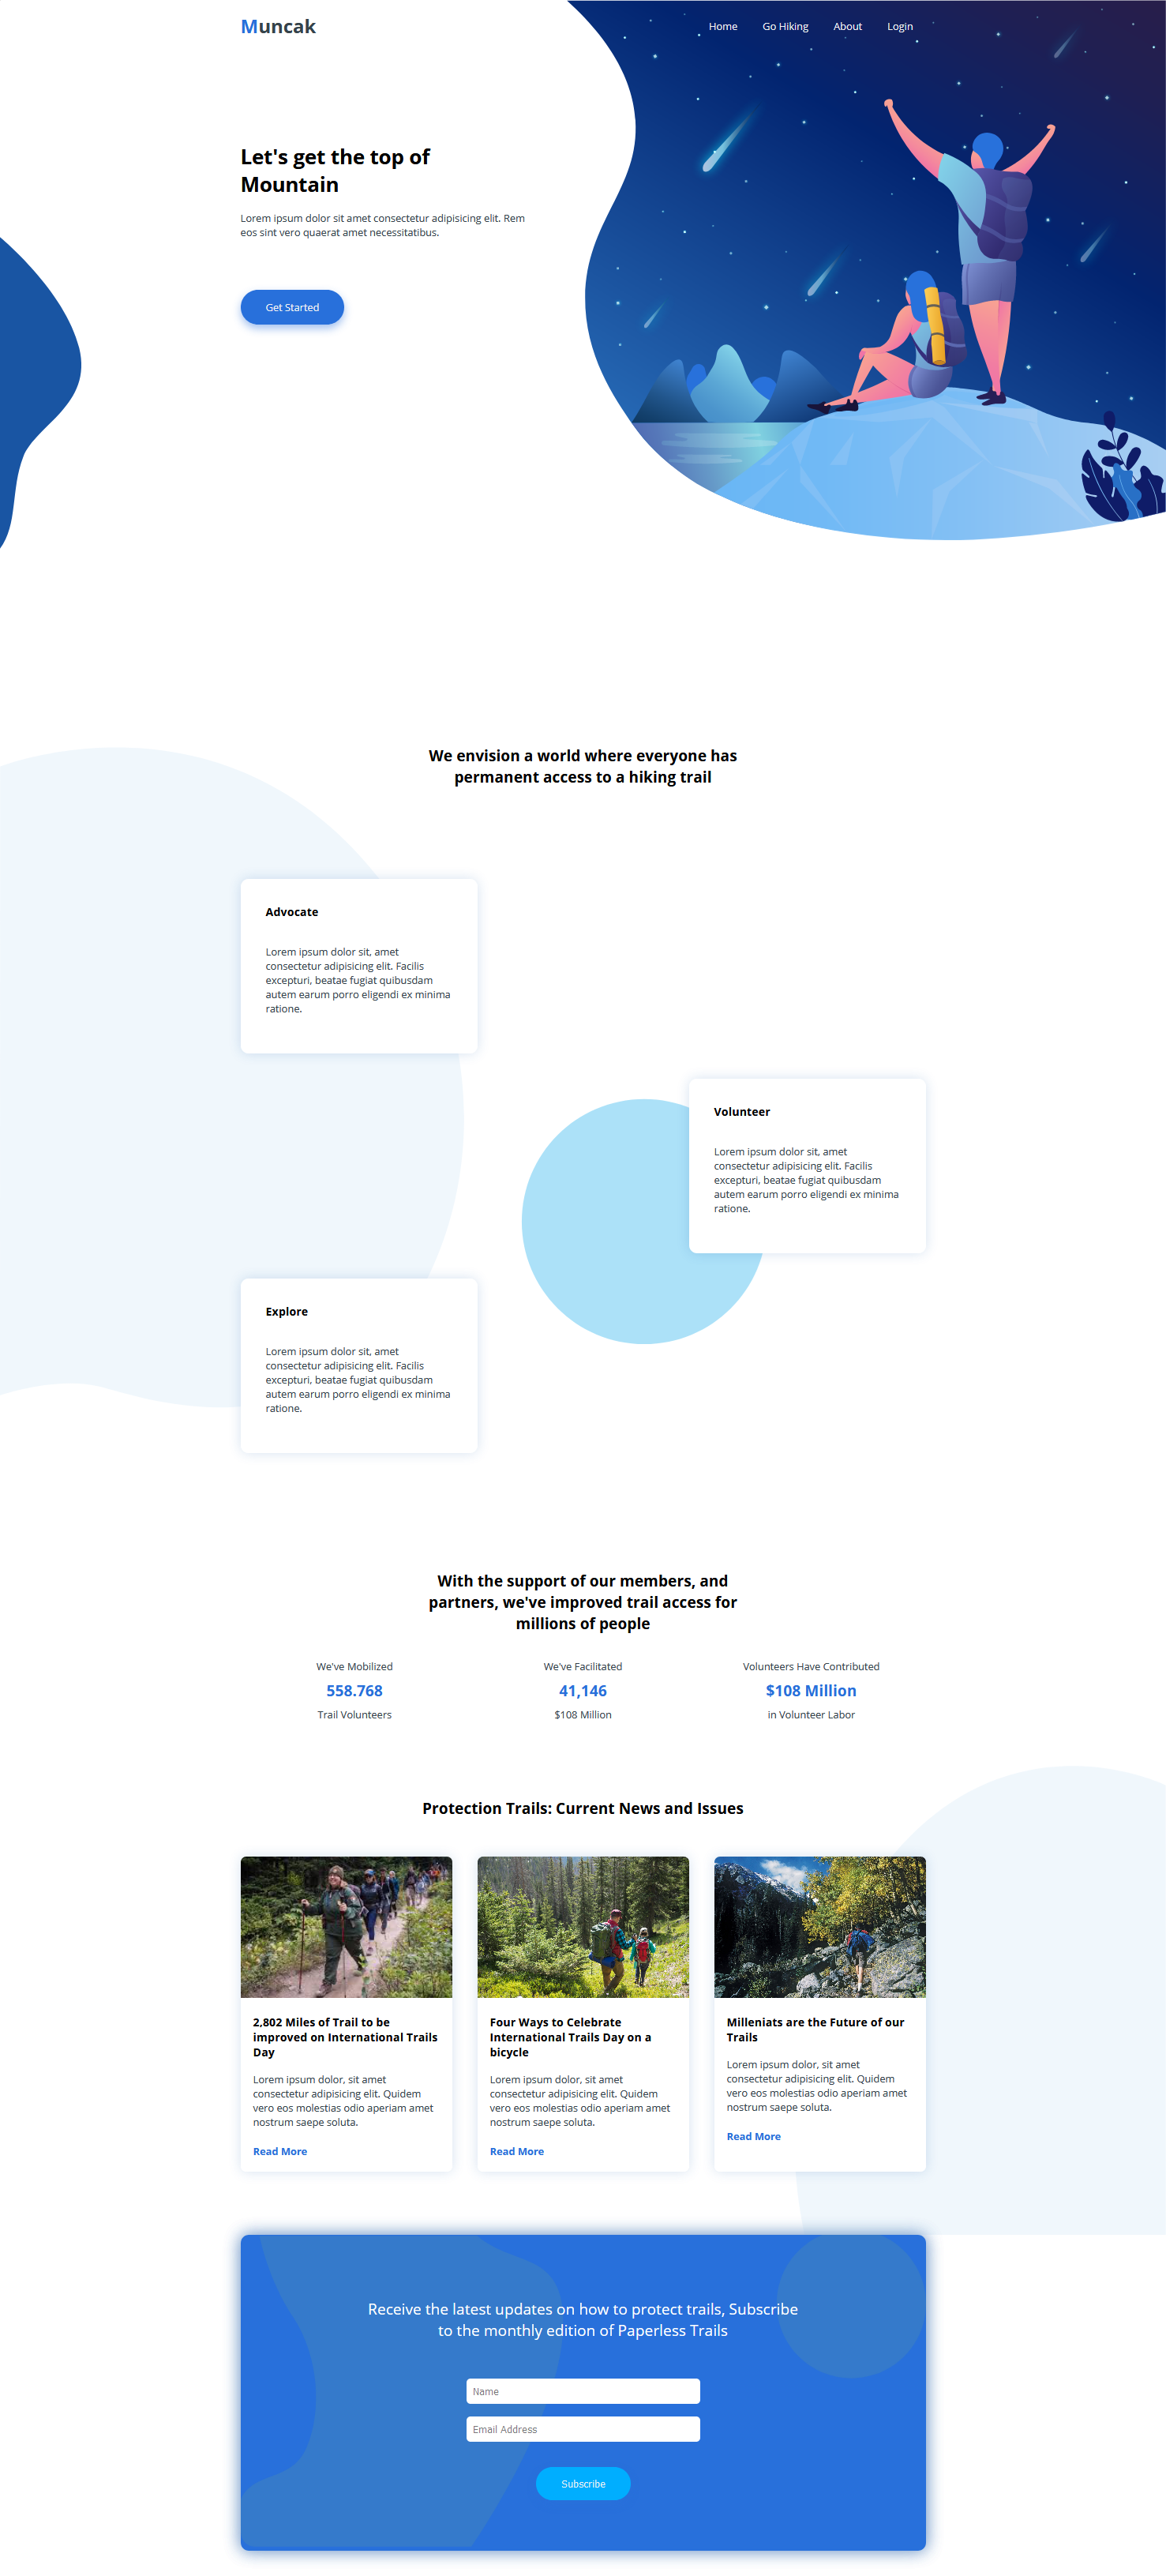 Muncak
Home Go Hiking About Login
Let's get the top of
Mountain
Lorem ipsum dolor sit amet consectetur adipisicing elit. Rem
eos sint vero quaerat amet necessitatibus.
Get Started
We envision a world where everyone has
permanent access to a hiking trail
Advocate
Lorem ipsum dolor sit, amet
consectetur adipisicing elit. Facilis
excepturi, beatae fugiat quibusdam
autem earum porro eligendi ex minima
ratione.
Volunteer
Lorem ipsum dolor sit, amet
consectetur adipisicing elit. Facilis
excepturi, beatae fugiat quibusdam
autem earum porro eligendi ex minima
ratione.
Explore
Lorem ipsum dolor sit, amet
consectetur adipisicing elit. Facilis
excepturi, beatae fugiat quibusdam
autem earum porro eligendi ex minima
ratione.
With the support of our members, and
partners, we've improved trail access for
millions of people
We've Mobilized
558.768
Trail Volunteers
We've Facilitated
41,146
$108 Million
Volunteers Have Contributed
$108 Million
in Volunteer Labor
Protection Trails: Current News and Issues
2,802 Miles of Trail to be
improved on International Trails
Day
Lorem ipsum dolor, sit amet
consectetur adipisicing elit. Quidem
vero eos molestias odio aperiam amet
nostrum saepe soluta.
Read More
Four Ways to Celebrate
International Trails Day on a
bicycle
Lorem ipsum dolor, sit amet
consectetur adipisicing elit. Quidem
vero eos molestias odio aperiam amet
nostrum saepe soluta.
Read More
Milleniats are the Future of our
Trails
Lorem ipsum dolor, sit amet
consectetur adipisicing elit. Quidem
vero eos molestias odio aperiam amet
nostrum saepe soluta.
Read More
Receive the latest updates on how to protect trails, Subscribe
to the monthly edition of Paperless Trails
Name
Email Address
Subscribe